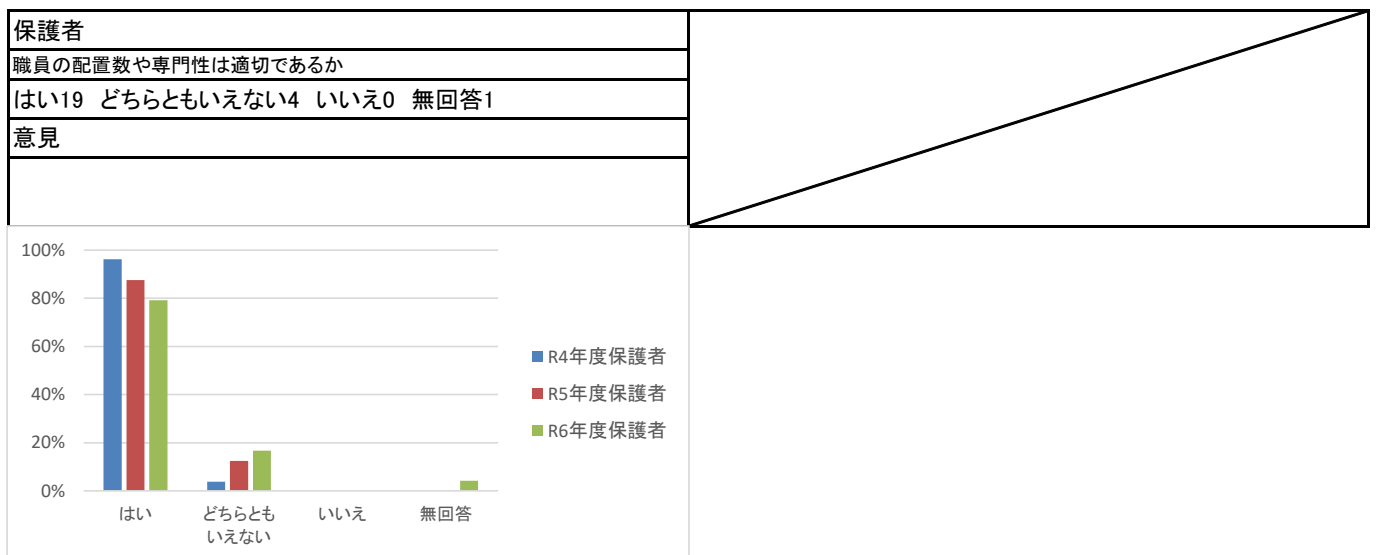 保護者
職員の配置数や専門性は適切であるか
はい19　どちらともいえない4　いいえ0　無回答1
意見
100%
80%
60%
40%
20%
0%
はい
どちらとも
いえない
いいえ
無回答
R4年度保護者
R5年度保護者
R6年度保護者